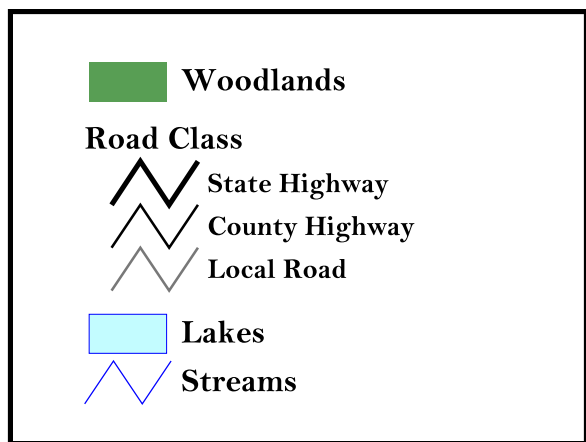 Woodlands
Road Class
State Highway
County Highway
Local Road
Lakes
Streams